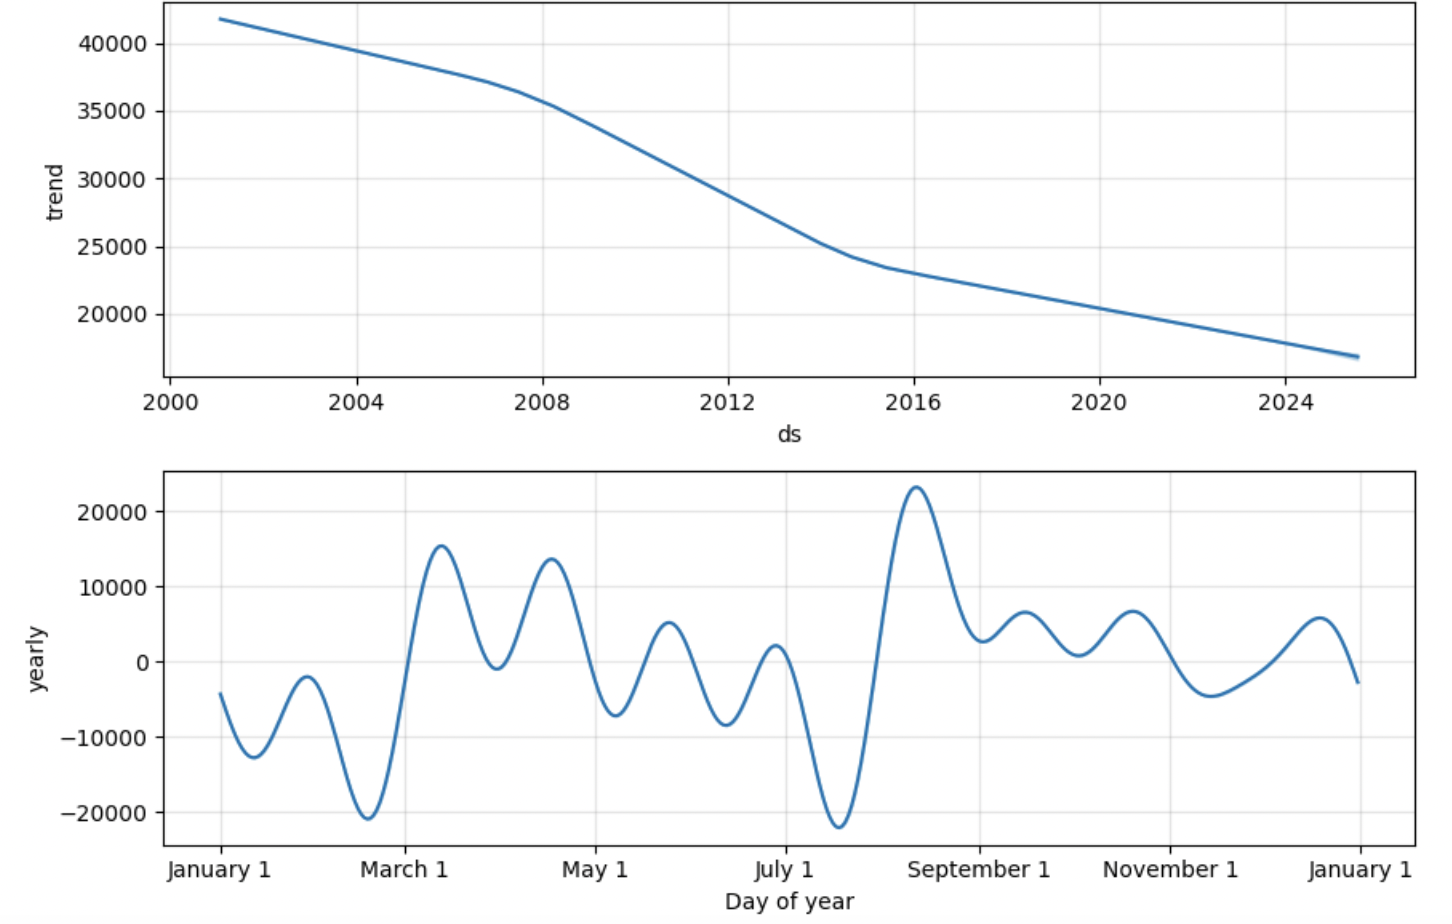 40000
35000
30000
25000
20000
trend
2000 2004 2008 2012 2016 2020 2024
ds
20000
10000
0
−10000
−20000
yearly
January 1 March 1 May 1 July 1 September 1 November 1 January 1
Day of year